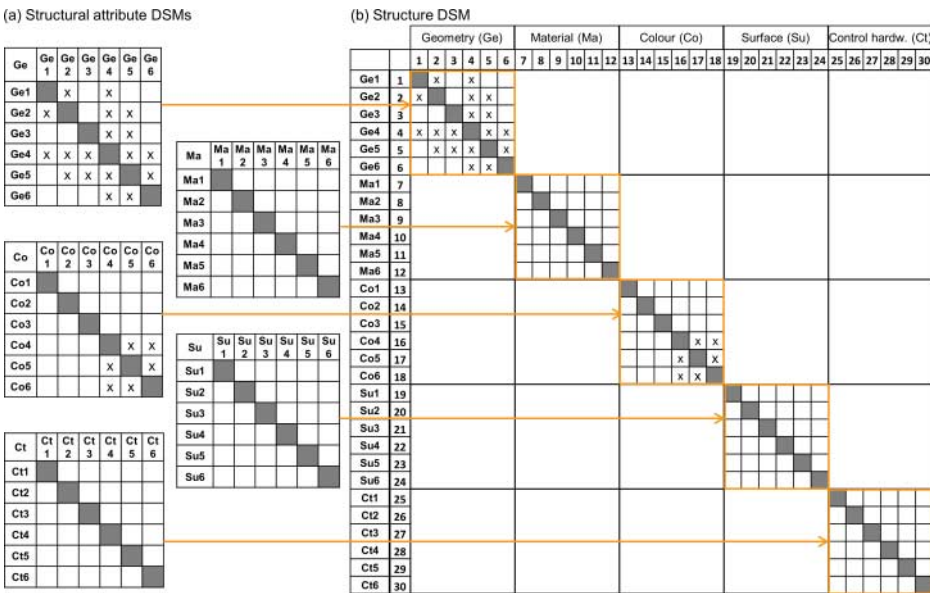 (a) Structural attribute DSMs
Ge Ge 1 Ge 2 Ge 3 Ge 4 Ge 5 Ge 6
Ge1 x x
Ge2 x x x
Ge3 x x
Ge4 x x x x x
Ge5 x x x x
Ge6 x x
Ma Ma 1 Ma 2 Ma 3 Ma 4 Ma 5 Ma 6
Ma1
Ma2
Ma3
Ma4
Ma5
Ma6
Co Co 1 Co 2 Co 3 Co 4 Co 5 Co 6
Co1
Co2
Co3
Co4 x x
Co5 x x
Co6 x x
Su Su 1 Su 2 Su 3 Su 4 Su 5 Su 6
Su1
Su2
Su3
Su4
Su5
Su6
Ct Ct 1 Ct 2 Ct 3 Ct 4 Ct 5 Ct 6
Ct1
Ct2
Ct3
Ct4
Ct5
Ct6
(b) Structure DSM
Geometry (Ge) Material (Ma) Colour (Co) Surface (Su) Control hardw. (Ct)
1 2 3 4 5 6 7 8 9 10 11 12 13 14 15 16 17 18 19 20 21 22 23 24 25 26 27 28 29 30
Ge1 1 x x
Ge2 2 x x x
Ge3 3 x x
Ge4 4 x x x x x
Ge5 5 x x x x
Ge6 6 x x
Ma1 7
Ma2 8
Ma3 9
Ma4 10
Ma5 11
Ma6 12
Co1 13
Co2 14
Co3 15
Co4 16 x x
Co5 17 x x
Co6 18 x x
Su1 19
Su2 20
Su3 21
Su4 22
Su5 23
Su6 24
Ct1 25
Ct2 26
Ct3 27
Ct4 28
Ct5 29
Ct6 30